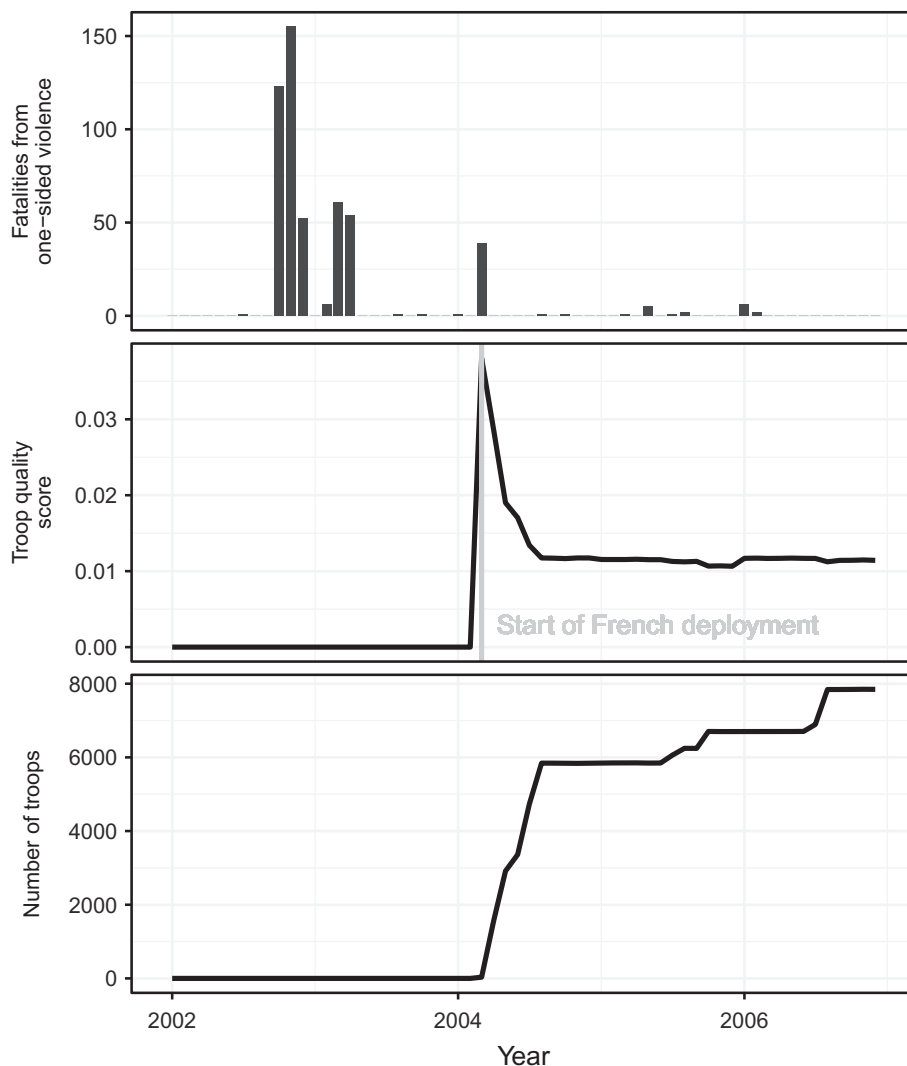 Fatalities from
one−sided violence
150
100
50
0
Troop quality
score
0.03
0.02
0.01
0.00
Start of French deployment
Number of troops
8000
6000
4000
2000
0
2002
2004
2006
Year